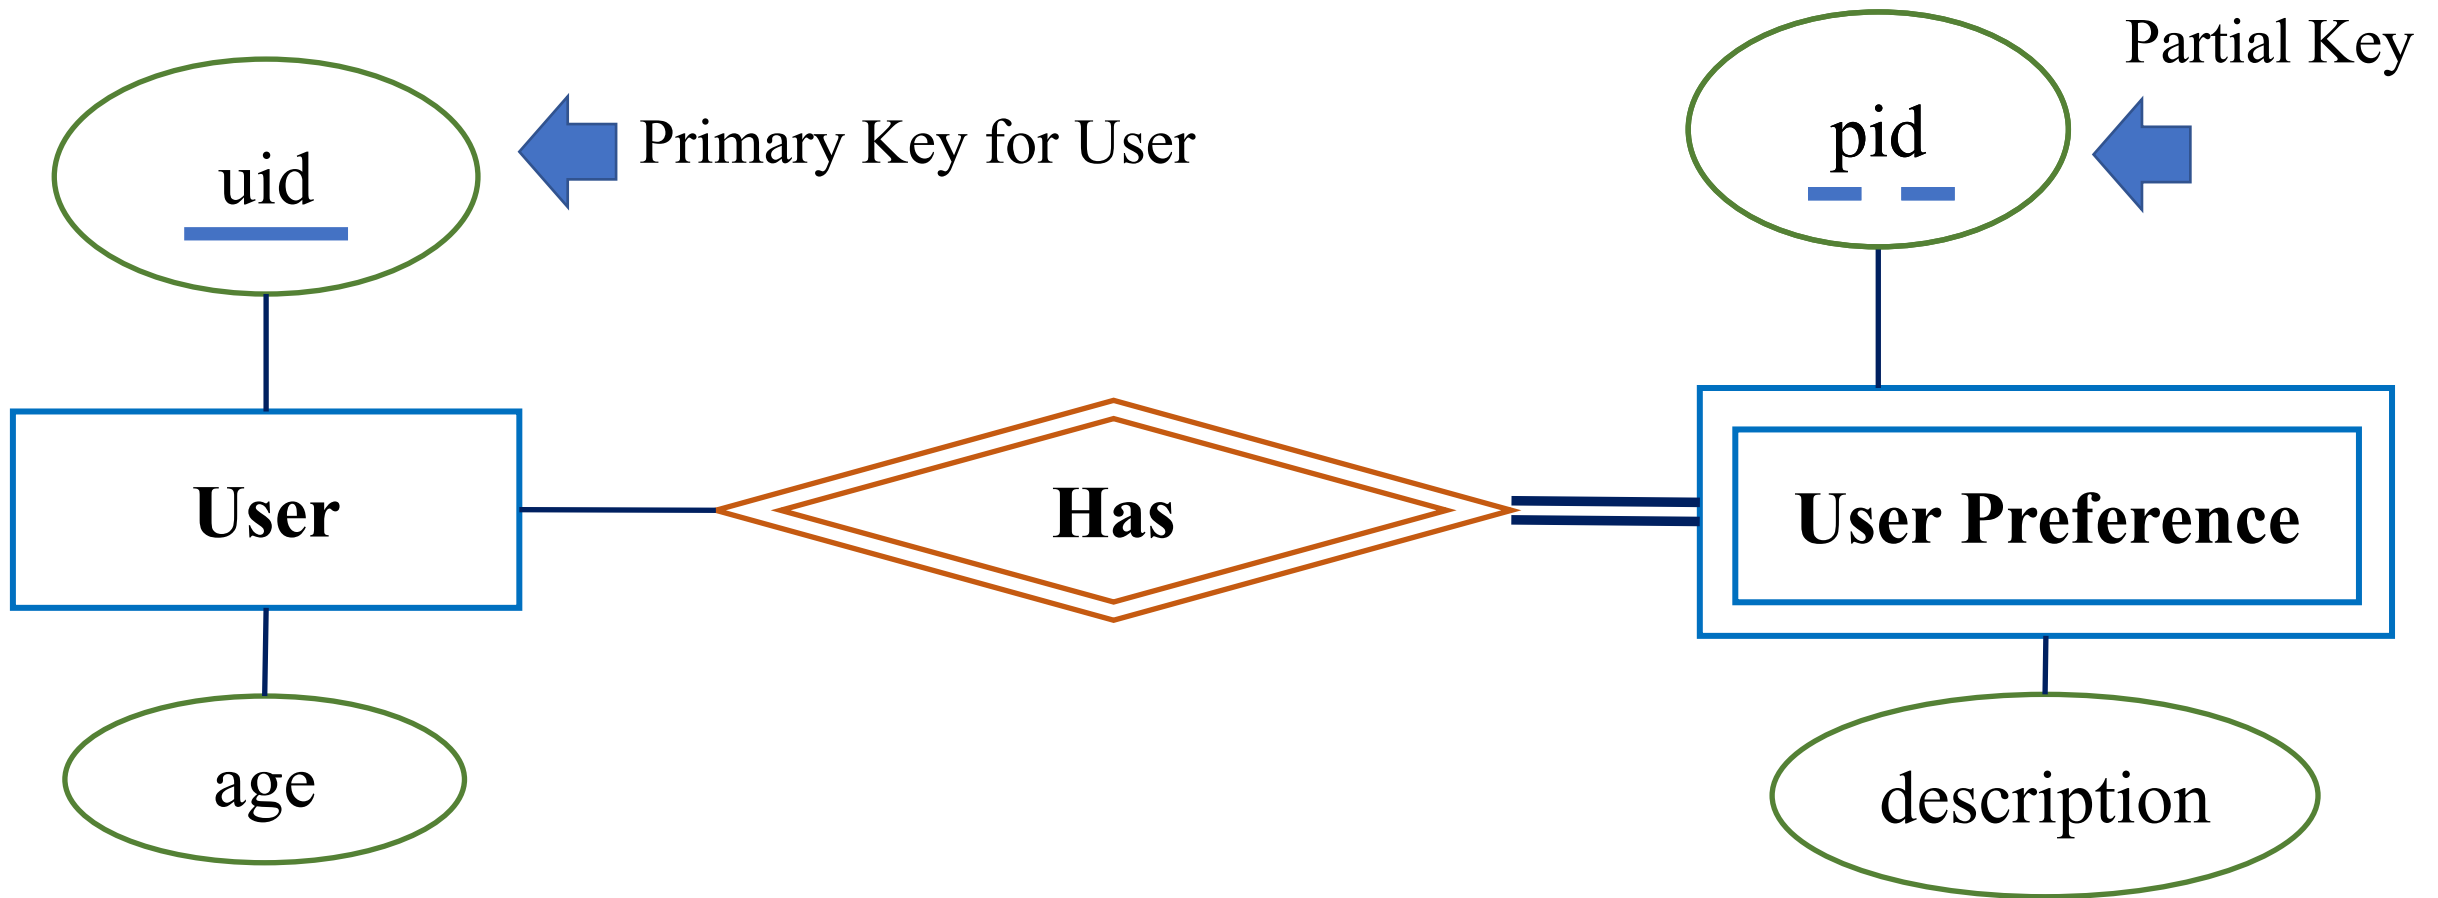 Partial Key
pid
Primary Key for User
uid
User
Has
User Preference
age
description